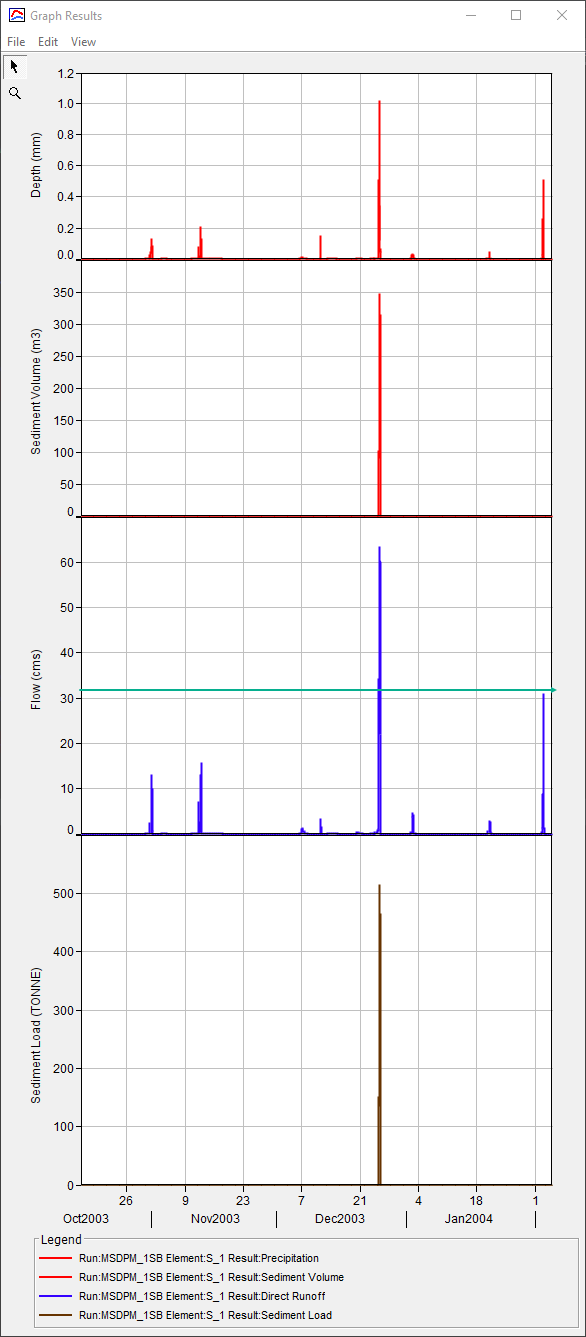 Graph Results
File Edit View
1.2
1.0
0.8
0.6
0.4
0.2
0.0
Depth (mm)
350
300
250
200
150
100
50
0
Sediment Volume (m3)
60
50
40
30
20
10
0
Flow (cms)
500
400
300
200
100
0
Sediment Load (TONNE)
26 9 23 7 21 4 18 1
Oct2003 Nov2003 Dec2003 Jan2004
Legend
Run:MSDPM_1SB Element:S_1 Result:Precipitation
Run:MSDPM_1SB Element:S_1 Result:Sediment Volume
Run:MSDPM_1SB Element:S_1 Result:Direct Runoff
Run:MSDPM_1SB Element:S_1 Result:Sediment Load